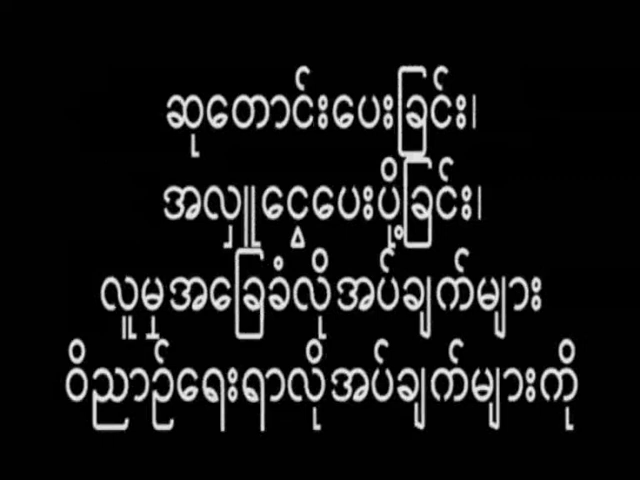 ဆုတောင်းပေးခြင်း၊
အလှူငွေပေးပို့ခြင်း၊
လူမှုအခြေခံလိုအပ်ချက်များ
ဝိညာဉ်ရေးရာလိုအပ်ချက်များကို